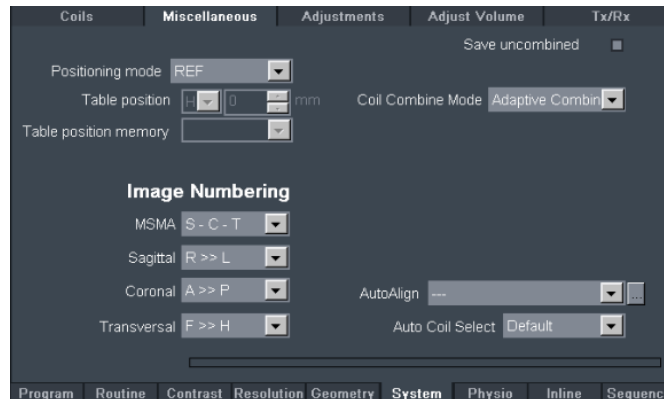 Coils Miscellaneous Adjustments Adjust Volume Tx/Rx
Save uncombined
Positioning mode REF
Table position H 0 mm Coil Combine Mode Adaptive Combin
Table position memory
Image Numbering
MSMA S - C - T
Sagittal R >> L
Coronal A >> P AutoAlign --- ...
Transversal F >> H Auto Coil Select Default
Program Routine Contrast Resolution Geometry System Physio Inline Sequenc